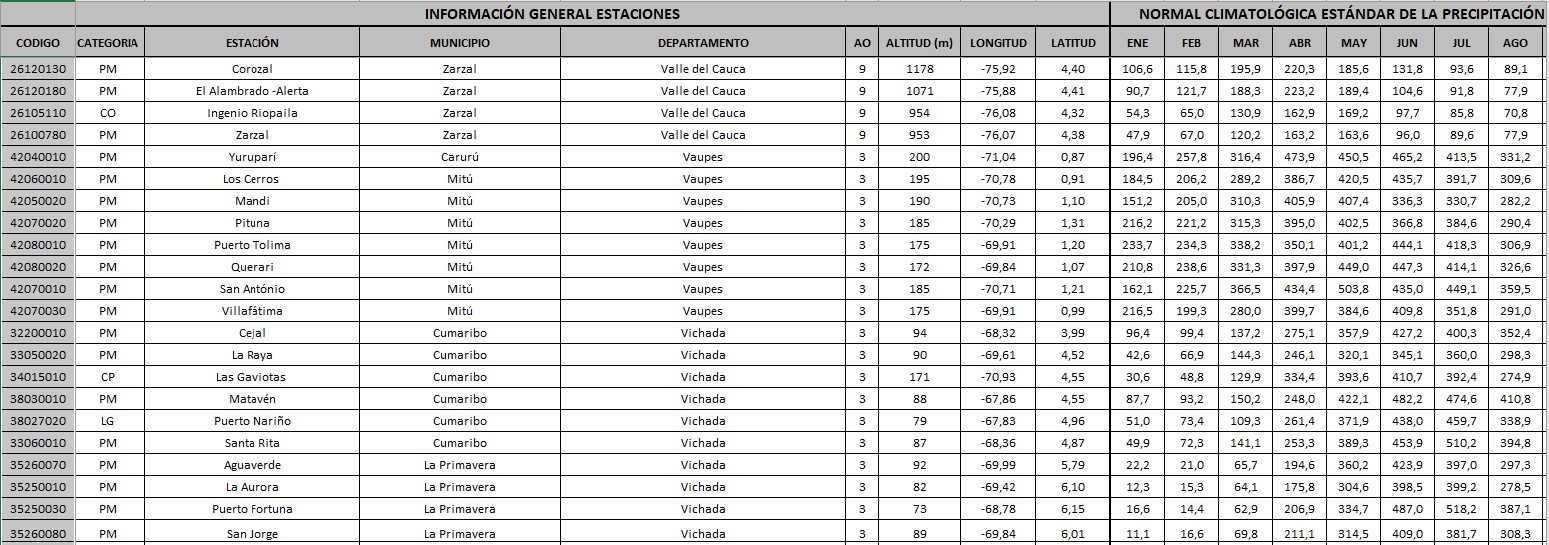 INFORMACIÓN GENERAL ESTACIONES NORMAL CLIMATOLÓGICA ESTÁNDAR DE LA PRECIPITACIÓN
CODIGO CATEGORIA ESTACIÓN MUNICIPIO DEPARTAMENTO AO ALTITUD (m) LONGITUD LATITUD ENE FEB MAR ABR MAY JUN JUL AGO
26120130 PM Corozal Zarzal Valle del Cauca 9 1178 -75,92 4,40 106,6 115,8 195,9 220,3 185,6 131,8 93,6 89,1
26120180 PM El Alambrado -Alerta Zarzal Valle del Cauca 9 1071 -75,88 4,41 90,7 121,7 188,3 223,2 189,4 104,6 91,8 77,9
26105110 CO Ingenio Riopaila Zarzal Valle del Cauca 9 954 -76,08 4,32 54,3 65,0 130,9 162,9 169,2 97,7 85,8 70,8
26100780 PM Zarzal Zarzal Valle del Cauca 9 953 -76,07 4,38 47,9 67,0 120,2 163,2 163,6 96,0 89,6 77,9
42040010 PM Yuruparí Carurú Vaupes 3 200 -71,04 0,87 196,4 257,8 316,4 473,9 450,5 465,2 413,5 331,2
42060010 PM Los Cerros Mitú Vaupes 3 195 -70,78 0,91 184,5 206,2 289,2 386,7 420,5 435,7 391,7 309,6
42050020 PM Mandi Mitú Vaupes 3 190 -70,73 1,10 151,2 205,0 310,3 405,9 407,4 336,3 330,7 282,2
42070020 PM Pituna Mitú Vaupes 3 185 -70,29 1,31 216,2 221,2 315,3 395,0 402,5 366,8 384,6 290,4
42080010 PM Puerto Tolima Mitú Vaupes 3 175 -69,91 1,20 233,7 234,3 338,2 350,1 401,2 444,1 418,3 306,9
42080020 PM Querari Mitú Vaupes 3 172 -69,84 1,07 210,8 238,6 331,3 397,9 449,0 447,3 414,1 326,6
42070010 PM San António Mitú Vaupes 3 185 -70,71 1,21 162,1 225,7 366,5 434,4 503,8 435,0 449,1 359,5
42070030 PM Villafátima Mitú Vaupes 3 175 -69,91 0,99 216,5 199,3 280,0 399,7 384,6 409,8 351,8 291,0
32200010 PM Cejal Cumaribo Vichada 3 94 -68,32 3,99 96,4 99,4 137,2 275,1 357,9 427,2 400,3 352,4
33050020 PM La Raya Cumaribo Vichada 3 90 -69,61 4,52 42,6 66,9 144,3 246,1 320,1 345,1 360,0 298,3
34015010 CP Las Gaviotas Cumaribo Vichada 3 171 -70,93 4,55 30,6 48,8 129,9 334,4 393,6 410,7 392,4 274,9
38030010 PM Matavén Cumaribo Vichada 3 88 -67,86 4,55 87,7 93,2 150,2 248,0 422,1 482,2 474,6 410,8
38027020 LG Puerto Nariño Cumaribo Vichada 3 79 -67,83 4,96 51,0 73,4 109,3 261,4 371,9 438,0 459,7 338,9
33060010 PM Santa Rita Cumaribo Vichada 3 87 -68,36 4,87 49,9 72,3 141,1 253,3 389,3 453,9 510,2 394,8
35260070 PM Aguaverde La Primavera Vichada 3 92 -69,99 5,79 22,2 21,0 65,7 194,6 360,2 423,9 397,0 297,3
35250010 PM La Aurora La Primavera Vichada 3 82 -69,42 6,10 12,3 15,3 64,1 175,8 304,6 398,5 399,2 278,5
35250030 PM Puerto Fortuna La Primavera Vichada 3 73 -68,78 6,15 16,6 14,4 62,9 206,9 334,7 487,0 518,2 387,1
35260080 PM San Jorge La Primavera Vichada 3 89 -69,84 6,01 11,1 16,6 69,8 211,1 314,5 409,0 381,7 308,3